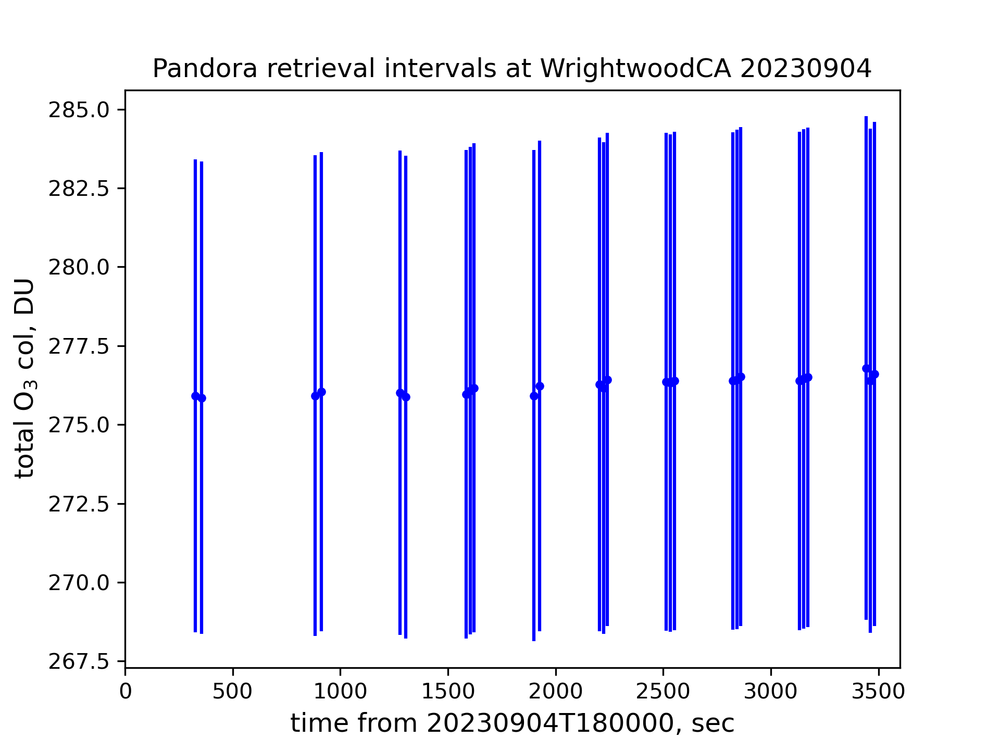 Pandora retrieval intervals at WrightwoodCA 20230904
285.0
282.5
280.0
277.5
275.0
272.5
270.0
267.5
total O₃ col, DU
0 500 1000 1500 2000 2500 3000 3500
time from 20230904T180000, sec